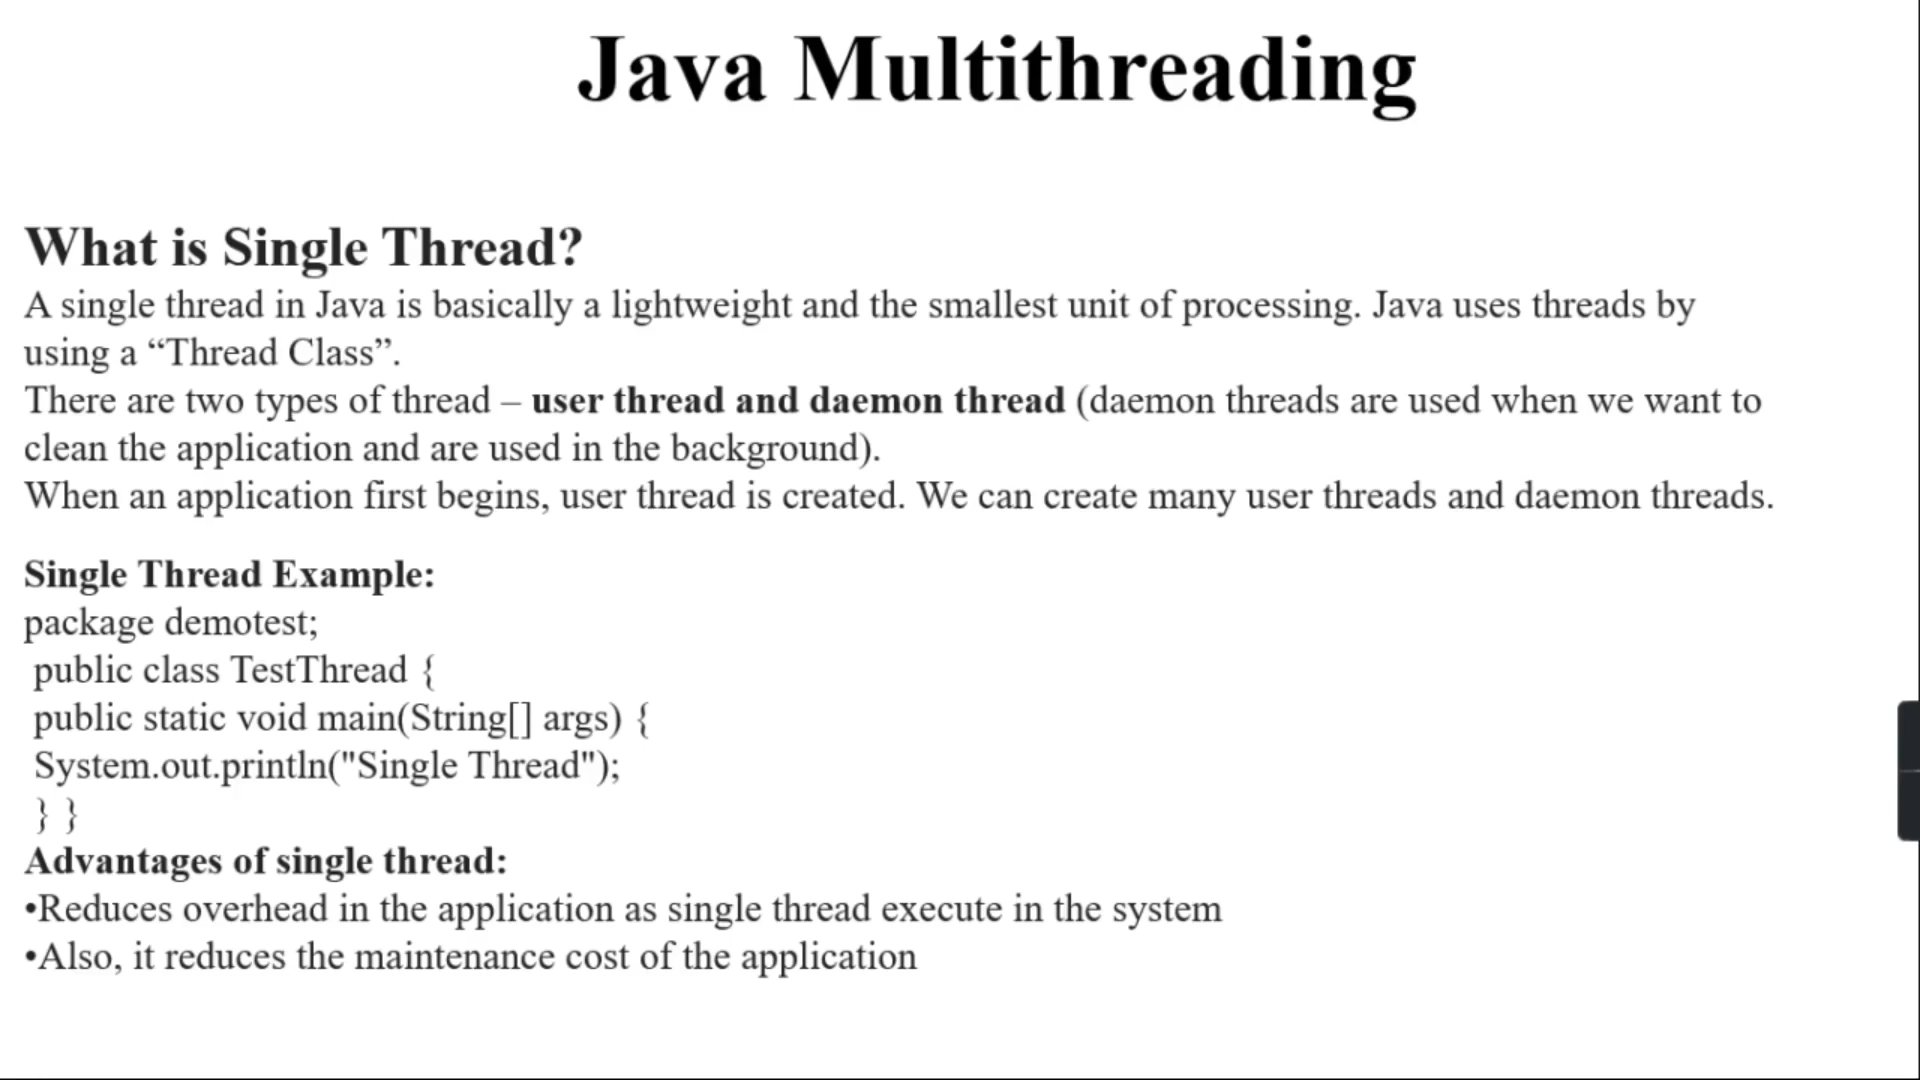 Java Multithreading
What is Single Thread?
A single thread in Java is basically a lightweight and the smallest unit of processing. Java uses threads by
using a “Thread Class”.
There are two types of thread – user thread and daemon thread (daemon threads are used when we want to
clean the application and are used in the background).
When an application first begins, user thread is created. We can create many user threads and daemon threads.
Single Thread Example:
package demotest;
public class TestThread {
public static void main(String[] args) {
System.out.println("Single Thread");
} }
Advantages of single thread:
•Reduces overhead in the application as single thread execute in the system
•Also, it reduces the maintenance cost of the application